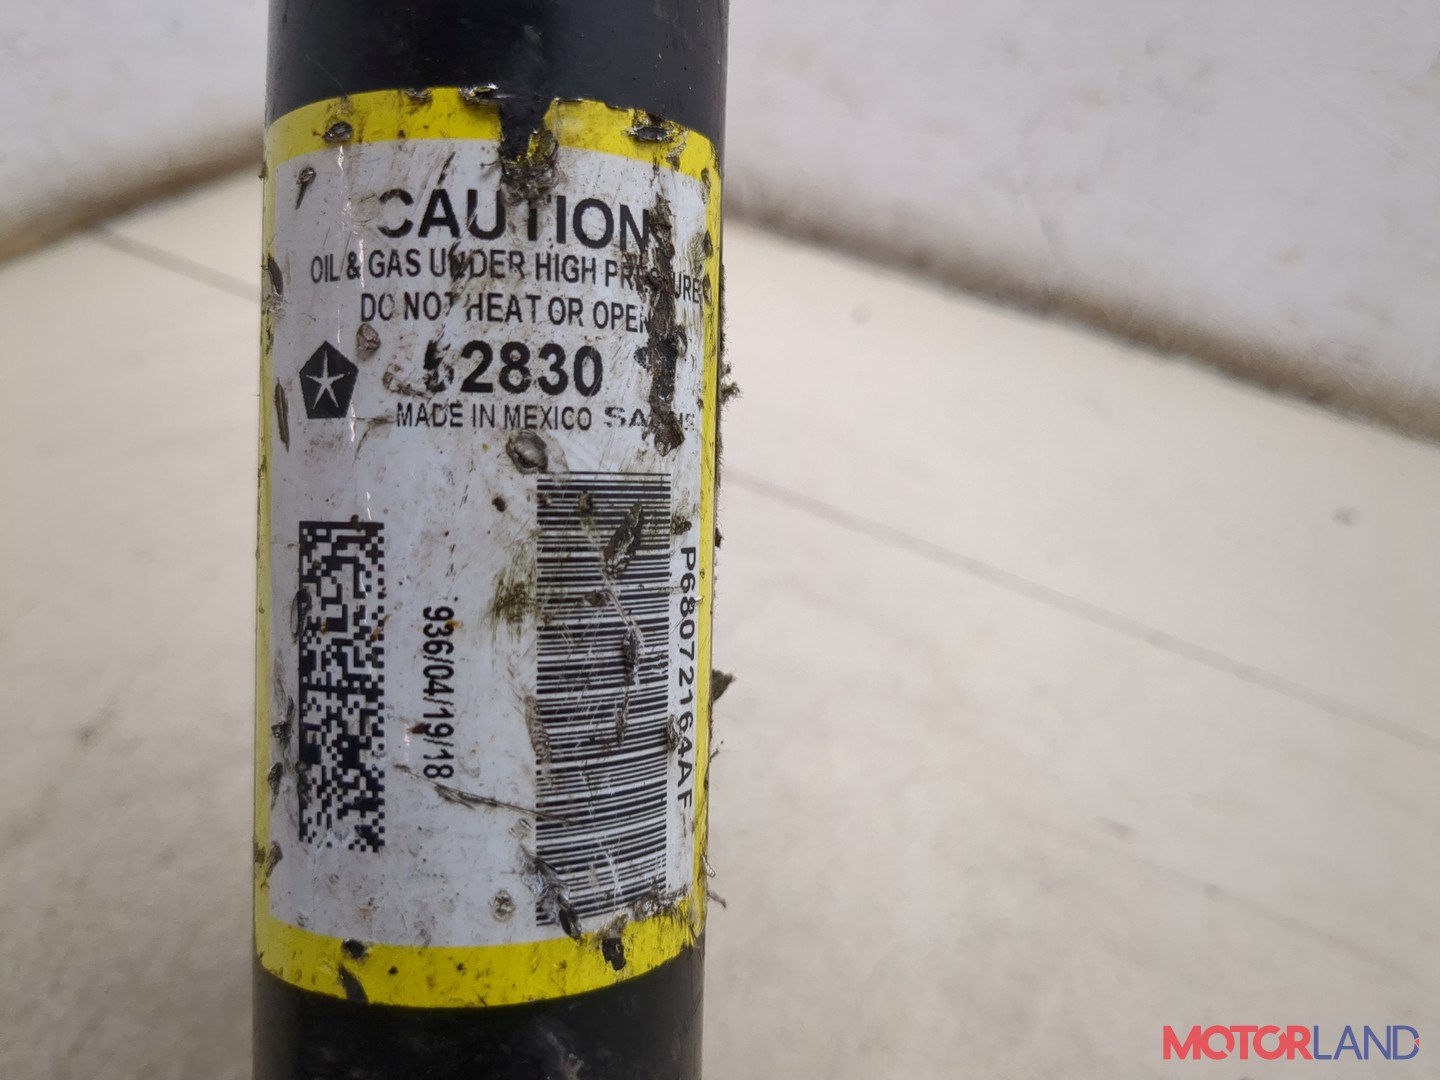 CAUTION
OIL & GAS UNDER HIGH PRESSURE
DO NOT HEAT OR OPEN
52830
MADE IN MEXICO SACHS
P68072164AF
936/04/19/18
MOTORLAND